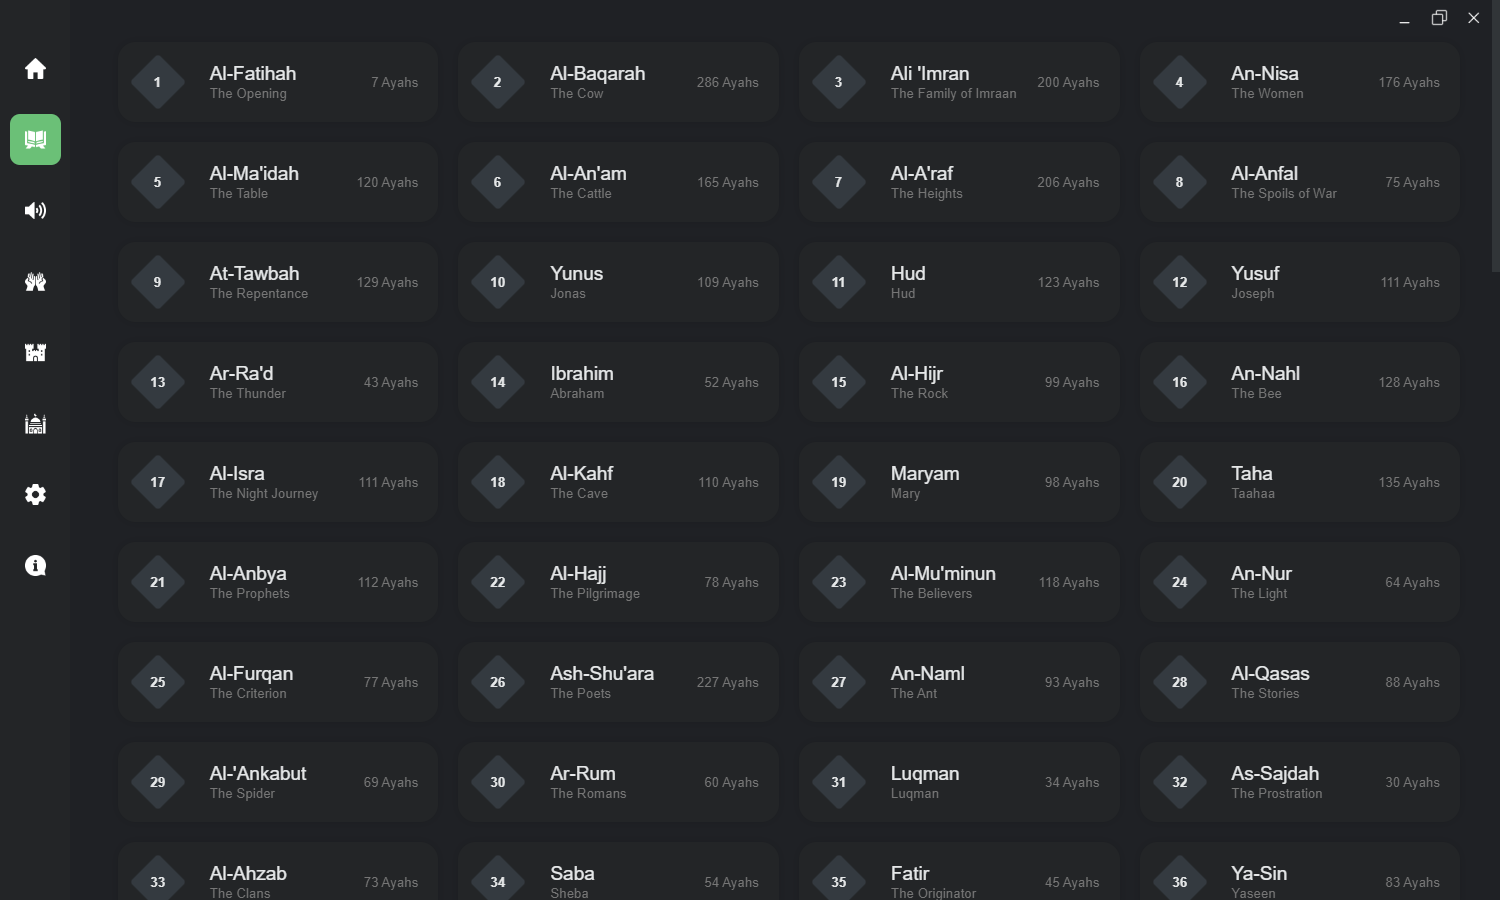 1 Al-Fatihah 7 Ayahs
The Opening
2 Al-Baqarah 286 Ayahs
The Cow
3 Ali 'Imran 200 Ayahs
The Family of Imraan
4 An-Nisa 176 Ayahs
The Women
5 Al-Ma'idah 120 Ayahs
The Table
6 Al-An'am 165 Ayahs
The Cattle
7 Al-A'raf 206 Ayahs
The Heights
8 Al-Anfal 75 Ayahs
The Spoils of War
9 At-Tawbah 129 Ayahs
The Repentance
10 Yunus 109 Ayahs
Jonas
11 Hud 123 Ayahs
Hud
12 Yusuf 111 Ayahs
Joseph
13 Ar-Ra'd 43 Ayahs
The Thunder
14 Ibrahim 52 Ayahs
Abraham
15 Al-Hijr 99 Ayahs
The Rock
16 An-Nahl 128 Ayahs
The Bee
17 Al-Isra 111 Ayahs
The Night Journey
18 Al-Kahf 110 Ayahs
The Cave
19 Maryam 98 Ayahs
Mary
20 Taha 135 Ayahs
Taahaa
21 Al-Anbya 112 Ayahs
The Prophets
22 Al-Hajj 78 Ayahs
The Pilgrimage
23 Al-Mu'minun 118 Ayahs
The Believers
24 An-Nur 64 Ayahs
The Light
25 Al-Furqan 77 Ayahs
The Criterion
26 Ash-Shu'ara 227 Ayahs
The Poets
27 An-Naml 93 Ayahs
The Ant
28 Al-Qasas 88 Ayahs
The Stories
29 Al-'Ankabut 69 Ayahs
The Spider
30 Ar-Rum 60 Ayahs
The Romans
31 Luqman 34 Ayahs
Luqman
32 As-Sajdah 30 Ayahs
The Prostration
33 Al-Ahzab 73 Ayahs
The Clans
34 Saba 54 Ayahs
Sheba
35 Fatir 45 Ayahs
The Originator
36 Ya-Sin 83 Ayahs
Yaseen